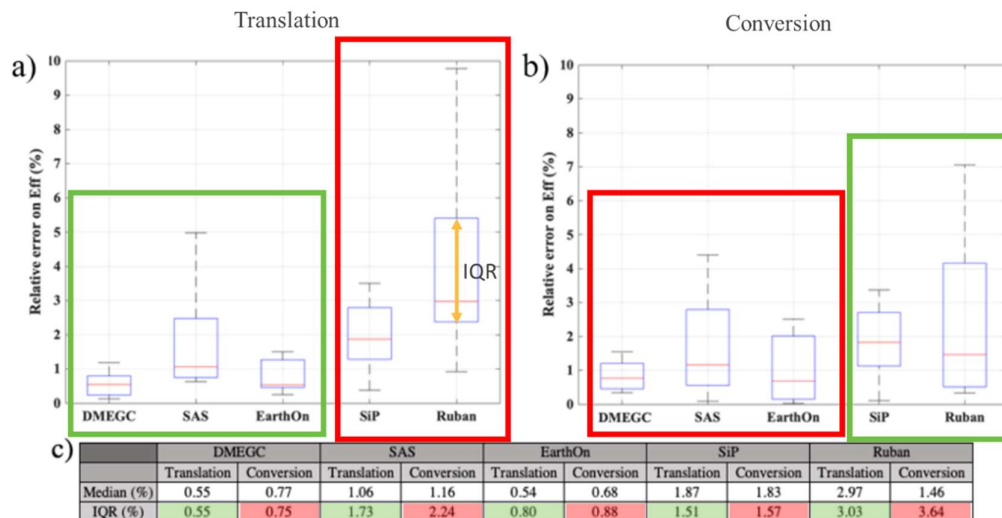 Translation
Conversion
a)
10
9
8
7
6
5
4
3
2
1
0
Relative error on Eff (%)
IQR
DMEGC SAS EarthOn SiP Ruban
b)
10
9
8
7
6
5
4
3
2
1
0
Relative error on Eff (%)
DMEGC SAS EarthOn SiP Ruban
c)
DMEGC SAS EarthOn SiP Ruban
Translation Conversion Translation Conversion Translation Conversion Translation Conversion Translation Conversion
Median (%) 0.55 0.77 1.06 1.16 0.54 0.68 1.87 1.83 2.97 1.46
IQR (%) 0.55 0.75 1.73 2.24 0.80 0.88 1.51 1.57 3.03 3.64